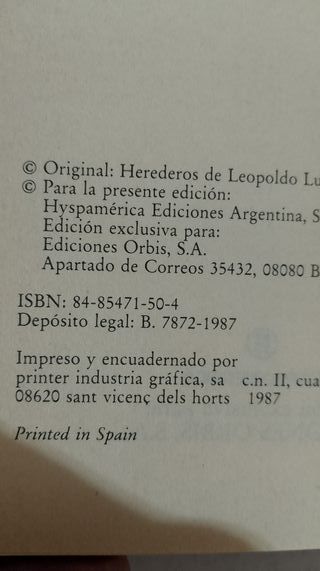 © Original: Herederos de Leopoldo
© Para la presente edición:
Hyspamérica Ediciones Argentina,
Edición exclusiva para:
Ediciones Orbis, S.A.
Apartado de Correos 35432, 08080 B
ISBN: 84-85471-50-4
Depósito legal: B. 7872-1987
Impreso y encuadernado por
printer industria gráfica, sa c.n. II,
08620 sant vicenç dels horts 1987
Printed in Spain